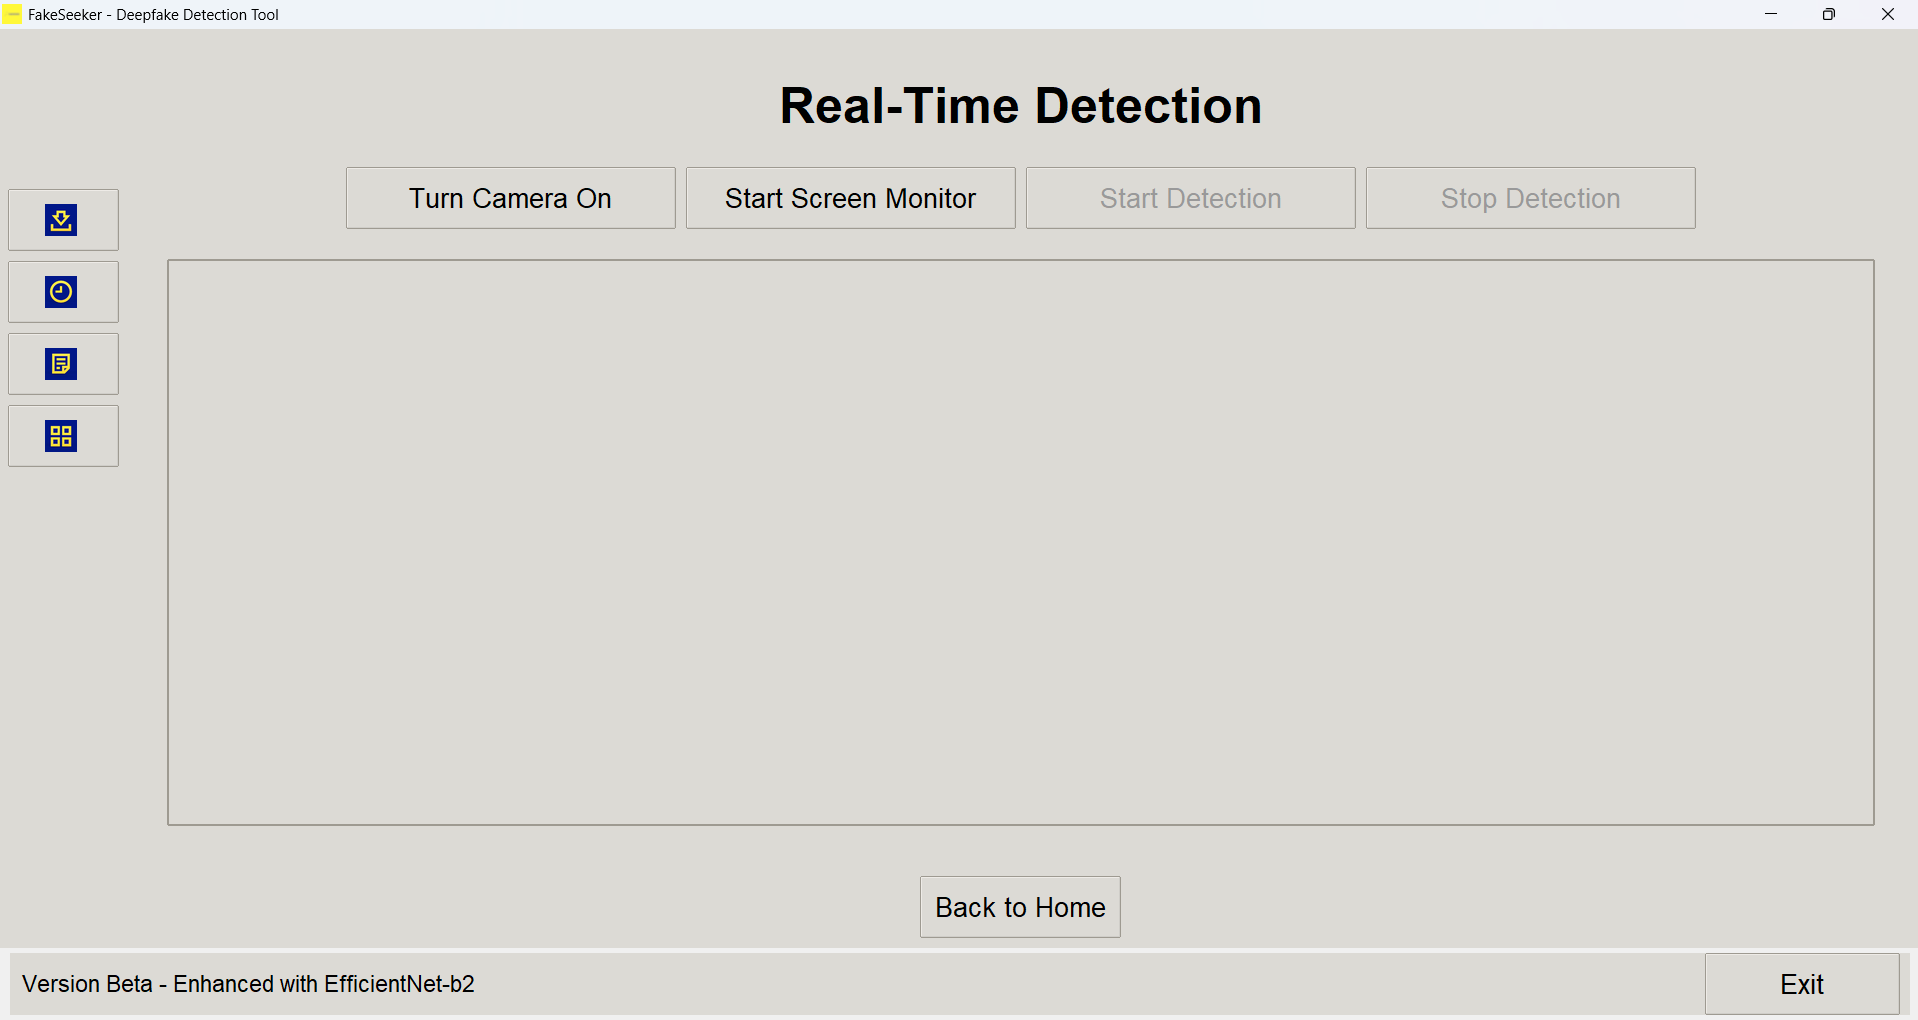 FakeSeeker - Deepfake Detection Tool
Real-Time Detection
Turn Camera On
Start Screen Monitor
Start Detection
Stop Detection
Back to Home
Version Beta - Enhanced with EfficientNet-b2
Exit